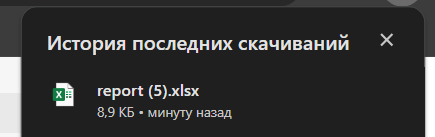 История последних скачиваний
report (5).xlsx
8,9 КБ • минуту назад